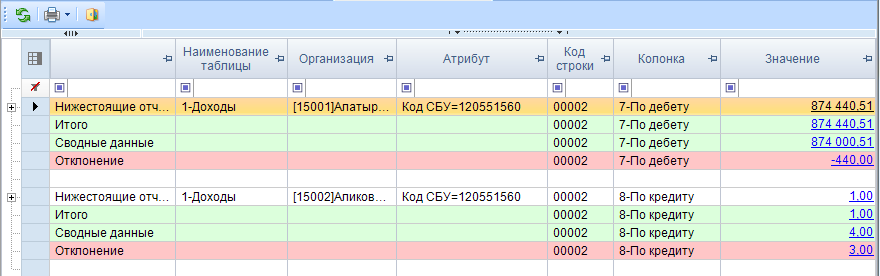 Наименование таблицы Организация Атрибут Код строки Колонка Значение
Нижестоящие отч... 1-Доходы [15001]Алатыр... Код СБУ=120551560 00002 7-По дебету 874 440,51
Итого 00002 7-По дебету 874 440,51
Сводные данные 00002 7-По дебету 874 000,51
Отклонение 00002 7-По дебету -440,00
Нижестоящие отч... 1-Доходы [15002]Аликов... Код СБУ=120551560 00002 8-По кредиту 1,00
Итого 00002 8-По кредиту 1,00
Сводные данные 00002 8-По кредиту 4,00
Отклонение 00002 8-По кредиту 3,00